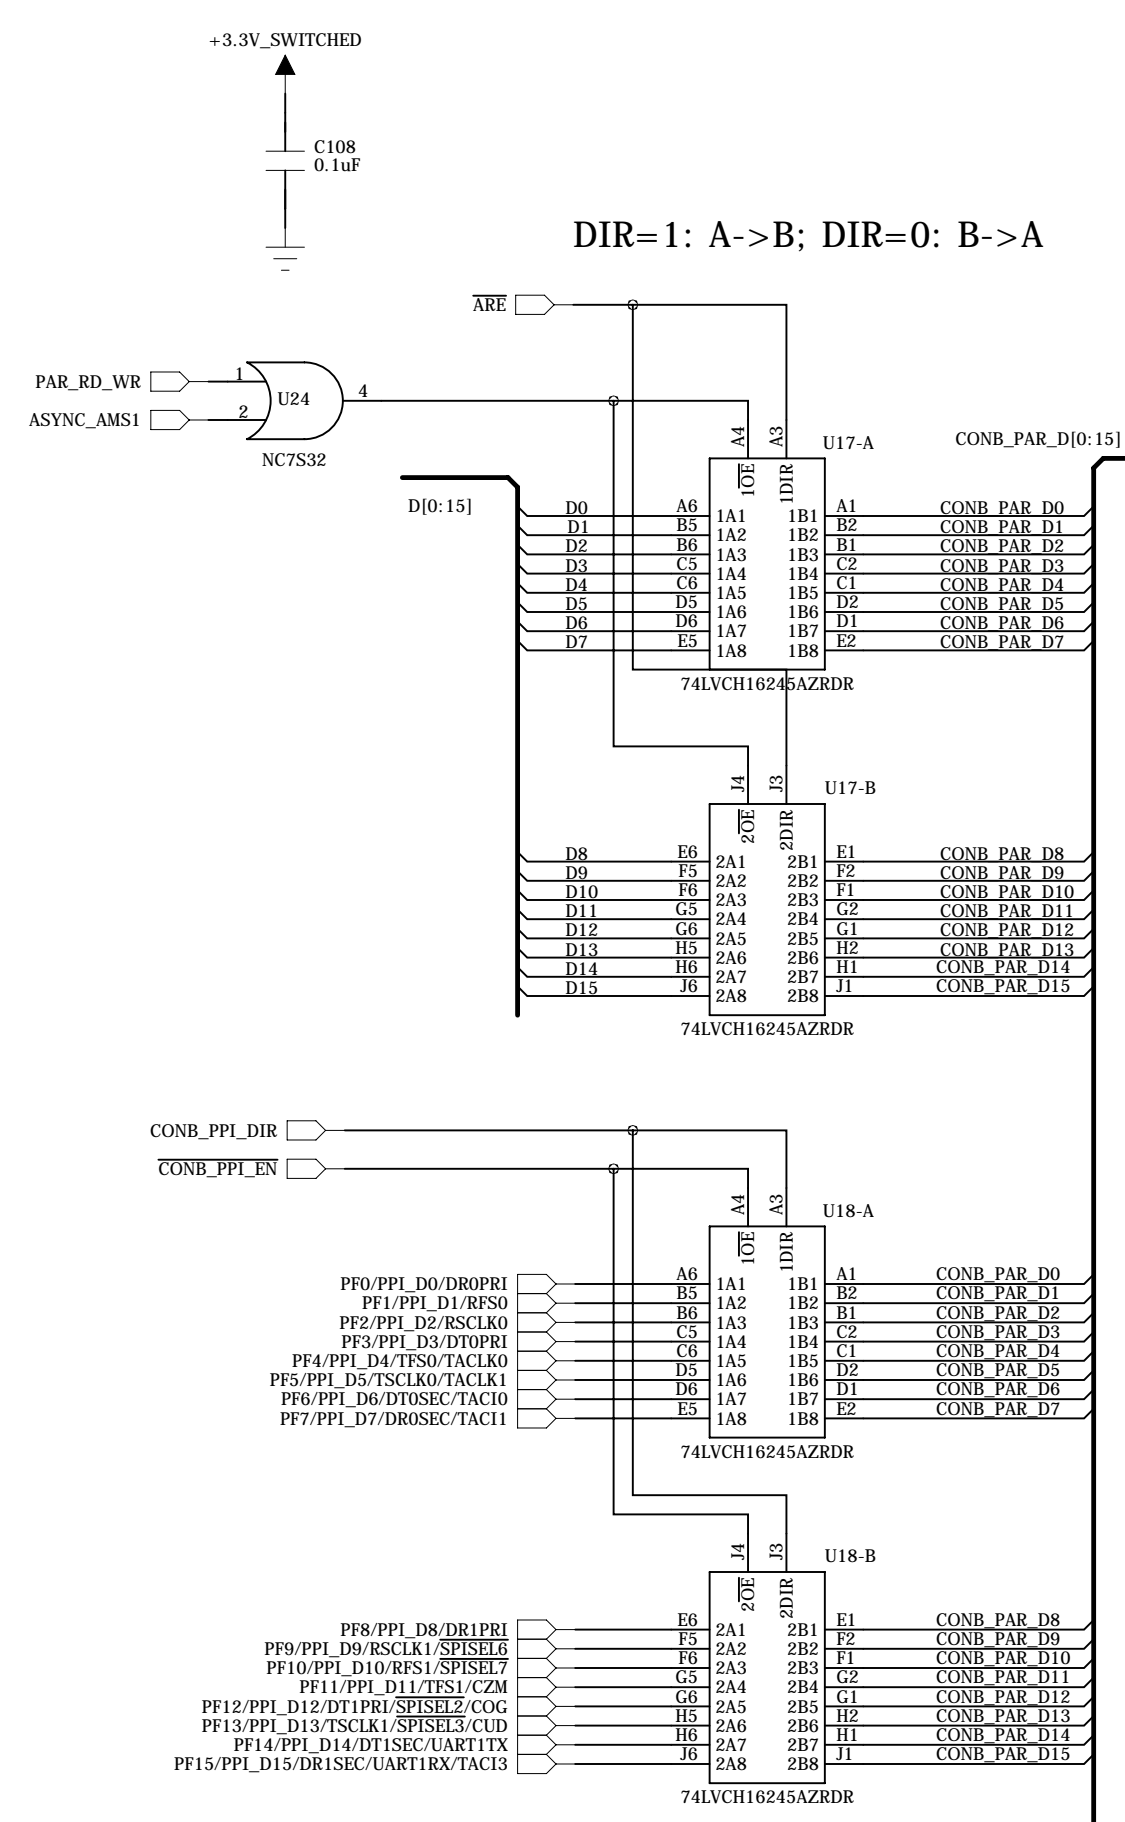 +3.3V_SWITCHED
C108
0.1uF
DIR=1: A->B; DIR=0: B->A
ARE
PAR_RD_WR 1
ASYNC_AMS1 2
U24
4
NC7S32
A4 A3
U17-A
CONB_PAR_D[0:15]
D[0:15]
1OE 1DIR
D0 A6 1A1 1B1 A1 CONB_PAR_D0
D1 B5 1A2 1B2 B2 CONB_PAR_D1
D2 B6 1A3 1B3 B1 CONB_PAR_D2
D3 C5 1A4 1B4 C2 CONB_PAR_D3
D4 C6 1A5 1B5 C1 CONB_PAR_D4
D5 D5 1A6 1B6 D2 CONB_PAR_D5
D6 D6 1A7 1B7 D1 CONB_PAR_D6
D7 E5 1A8 1B8 E2 CONB_PAR_D7
74LVCH16245AZRDR
J4 J3
U17-B
2OE 2DIR
D8 E6 2A1 2B1 E1 CONB_PAR_D8
D9 F5 2A2 2B2 F2 CONB_PAR_D9
D10 F6 2A3 2B3 F1 CONB_PAR_D10
D11 G5 2A4 2B4 G2 CONB_PAR_D11
D12 G6 2A5 2B5 G1 CONB_PAR_D12
D13 H5 2A6 2B6 H2 CONB_PAR_D13
D14 H6 2A7 2B7 H1 CONB_PAR_D14
D15 J6 2A8 2B8 J1 CONB_PAR_D15
74LVCH16245AZRDR
CONB_PPI_DIR
CONB_PPI_EN
A4 A3
U18-A
1OE 1DIR
PF0/PPI_D0/DR0PRI A6 1A1 1B1 A1 CONB_PAR_D0
PF1/PPI_D1/RFS0 B5 1A2 1B2 B2 CONB_PAR_D1
PF2/PPI_D2/RSCLK0 B6 1A3 1B3 B1 CONB_PAR_D2
PF3/PPI_D3/DT0PRI C5 1A4 1B4 C2 CONB_PAR_D3
PF4/PPI_D4/TFS0/TACLK0 C6 1A5 1B5 C1 CONB_PAR_D4
PF5/PPI_D5/TSCLK0/TACLK1 D5 1A6 1B6 D2 CONB_PAR_D5
PF6/PPI_D6/DT0SEC/TACI0 D6 1A7 1B7 D1 CONB_PAR_D6
PF7/PPI_D7/DR0SEC/TACI1 E5 1A8 1B8 E2 CONB_PAR_D7
74LVCH16245AZRDR
J4 J3
U18-B
2OE 2DIR
PF8/PPI_D8/DR1PRI E6 2A1 2B1 E1 CONB_PAR_D8
PF9/PPI_D9/RSCLK1/SPISEL6 F5 2A2 2B2 F2 CONB_PAR_D9
PF10/PPI_D10/RFS1/SPISEL7 F6 2A3 2B3 F1 CONB_PAR_D10
PF11/PPI_D11/TFS1/CZM G5 2A4 2B4 G2 CONB_PAR_D11
PF12/PPI_D12/DT1PRI/SPISEL2/COG G6 2A5 2B5 G1 CONB_PAR_D12
PF13/PPI_D13/TSCLK1/SPISEL3/CUD H5 2A6 2B6 H2 CONB_PAR_D13
PF14/PPI_D14/DT1SEC/UART1TX H6 2A7 2B7 H1 CONB_PAR_D14
PF15/PPI_D15/DR1SEC/UART1RX/TACI3 J6 2A8 2B8 J1 CONB_PAR_D15
74LVCH16245AZRDR